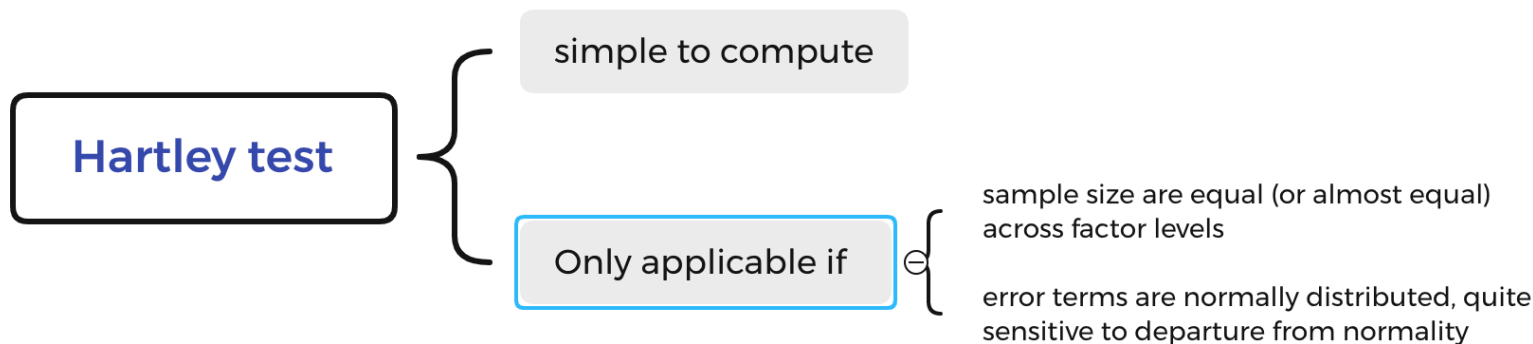 Hartley test
simple to compute
Only applicable if
sample size are equal (or almost equal)
across factor levels
error terms are normally distributed, quite
sensitive to departure from normality